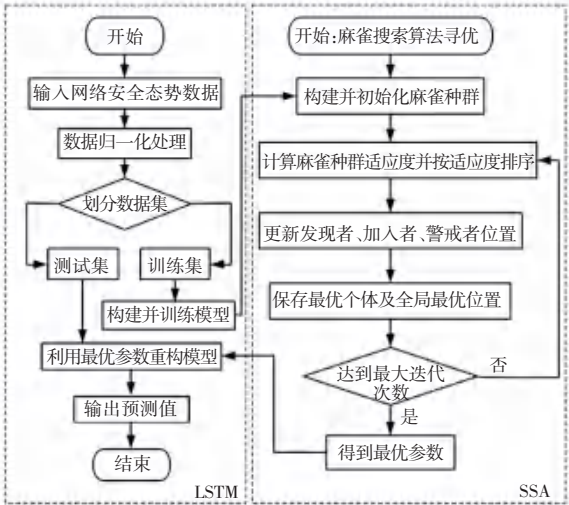 开始
输入网络安全态势数据
数据归一化处理
划分数据集
测试集
训练集
构建并训练模型
利用最优参数重构模型
输出预测值
结束
LSTM
开始:麻雀搜索算法寻优
构建并初始化麻雀种群
计算麻雀种群适应度并按适应度排序
更新发现者、加入者、警戒者位置
保存最优个体及全局最优位置
达到最大迭代
次数
否
是
得到最优参数
SSA